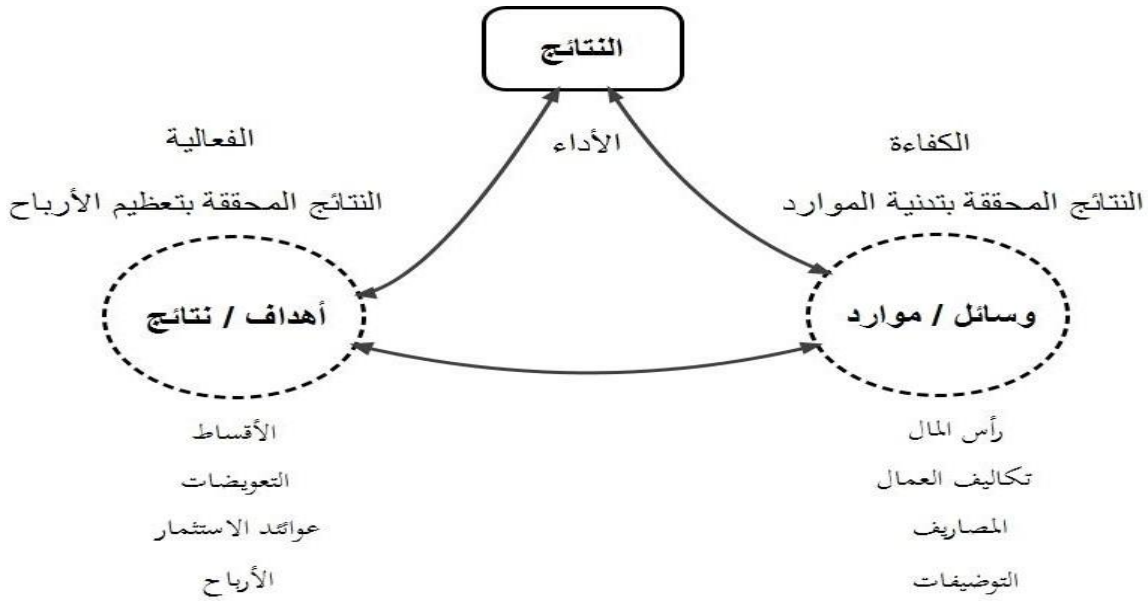 النتائج
الكفاءة
الأداء
الفعالية
النتائج المحققة بتدنية الموارد
النتائج المحققة بتعظيم الأرباح
وسائل / موارد
أهداف / نتائج
رأس المال
الأقساط
تكاليف العمال
التعويضات
المصاريف
عوائد الاستثمار
التوضيفات
الأرباح